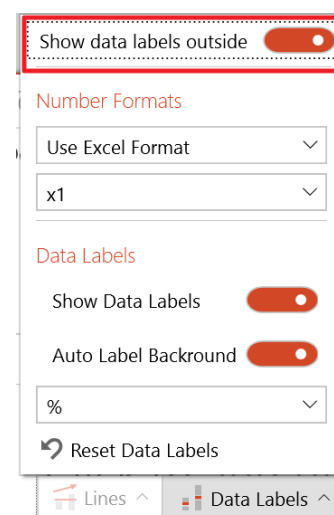 Show data labels outside
Number Formats
Use Excel Format
x1
Data Labels
Show Data Labels
Auto Label Backround
%
Reset Data Labels
Lines
Data Labels